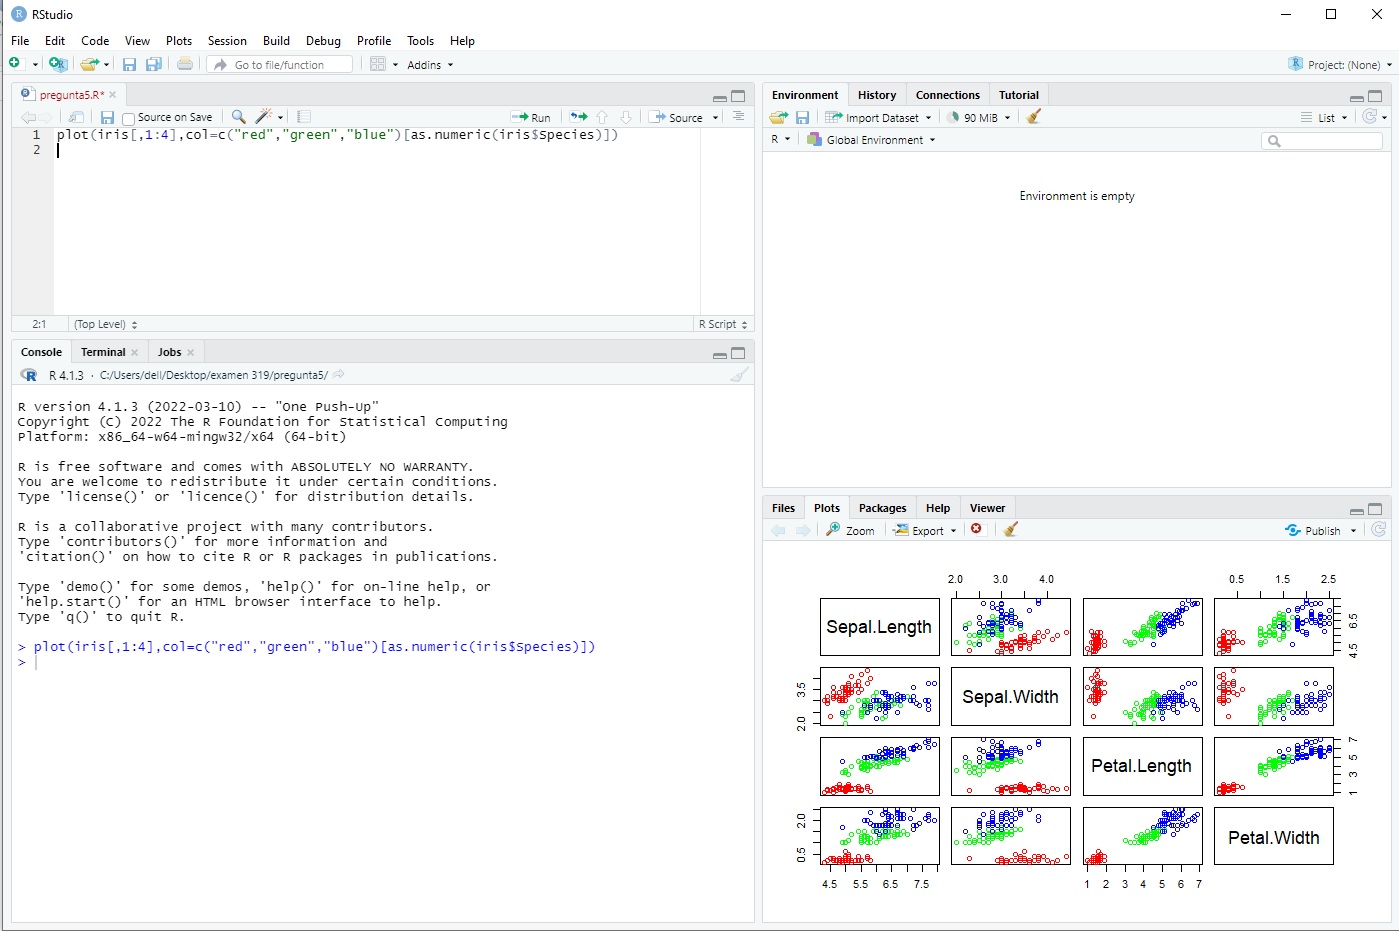 RStudio
File Edit Code View Plots Session Build Debug Profile Tools Help
Go to file/function Addins Project: (None)
pregunta5.R*
Source on Save Run Source
1 plot(iris[,1:4],col=c("red","green","blue")[as.numeric(iris$Species)])
2
2:1 (Top Level) R Script
Console Terminal Jobs
R 4.1.3 · C:/Users/dell/Desktop/examen 319/pregunta5/
R version 4.1.3 (2022-03-10) -- "One Push-Up"
Copyright (C) 2022 The R Foundation for Statistical Computing
Platform: x86_64-w64-mingw32/x64 (64-bit)
R is free software and comes with ABSOLUTELY NO WARRANTY.
You are welcome to redistribute it under certain conditions.
Type 'license()' or 'licence()' for distribution details.
R is a collaborative project with many contributors.
Type 'contributors()' for more information and
'citation()' on how to cite R or R packages in publications.
Type 'demo()' for some demos, 'help()' for on-line help, or
'help.start()' for an HTML browser interface to help.
Type 'q()' to quit R.
> plot(iris[,1:4],col=c("red","green","blue")[as.numeric(iris$Species)])
>
Environment History Connections Tutorial
Import Dataset 90 MiB List
R Global Environment
Environment is empty
Files Plots Packages Help Viewer
Zoom Export Publish
2.0 3.0 4.0 0.5 1.5 2.5
Sepal.Length
4.5 6.5
Sepal.Width
2.0 3.5
Petal.Length
1 3 5 7
Petal.Width
0.5 2.0
4.5 5.5 6.5 7.5 1 2 3 4 5 6 7